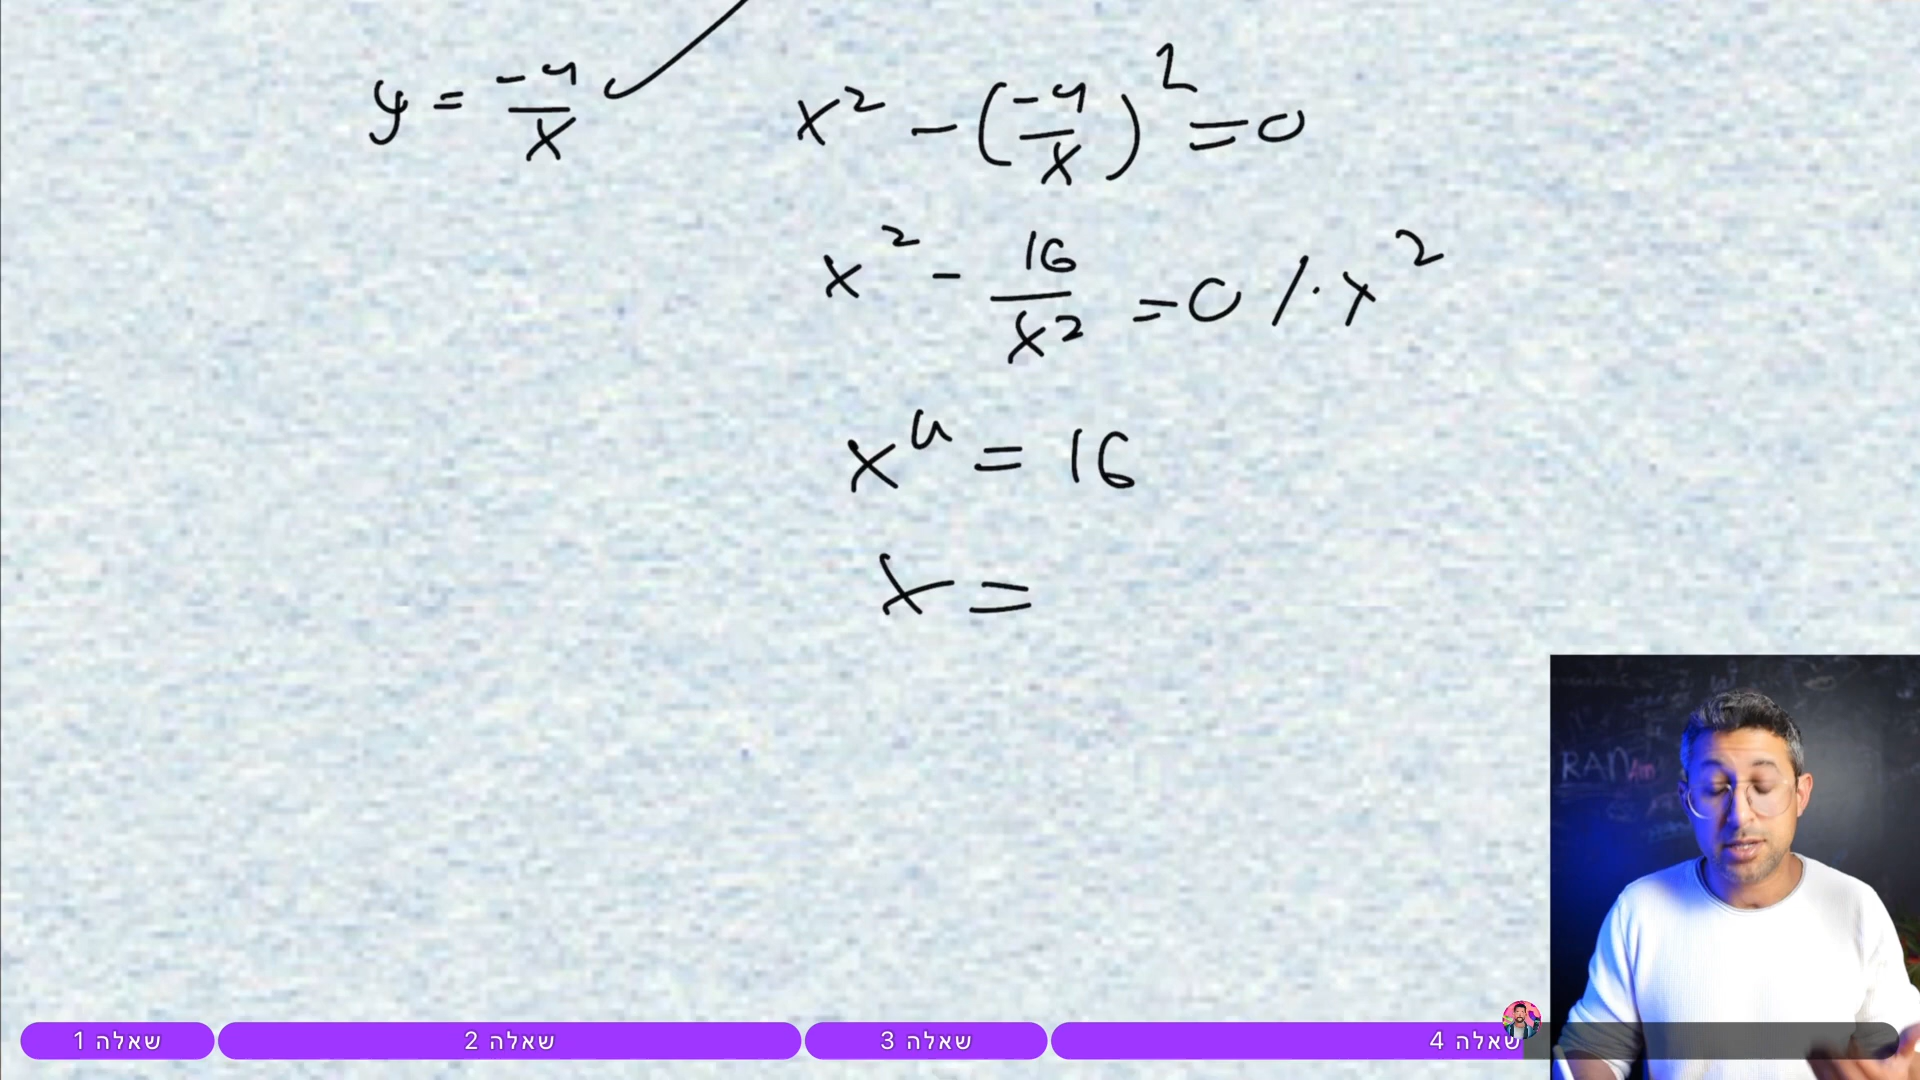 y = -4/x
x² - (-4/x)² = 0
x² - 16/x² = 0 /·x²
x⁴ = 16
x =
RAN
שאלה 1
שאלה 2
שאלה 3
שאלה 4